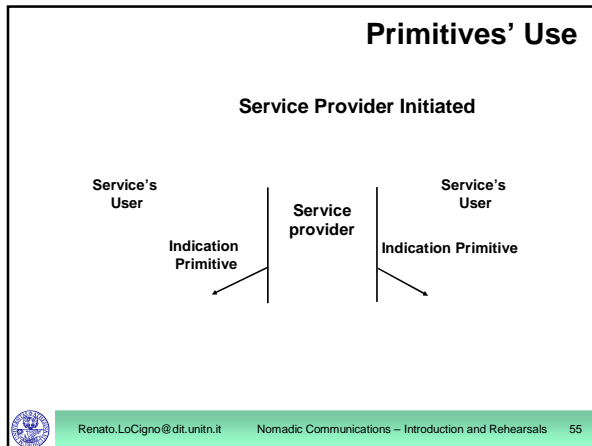 Primitives’ Use
Service Provider Initiated
Service's
User
Service
provider
Service's
User
Indication
Primitive
Indication Primitive
Renato.LoCigno@dit.unitn.it Nomadic Communications – Introduction and Rehearsals 55